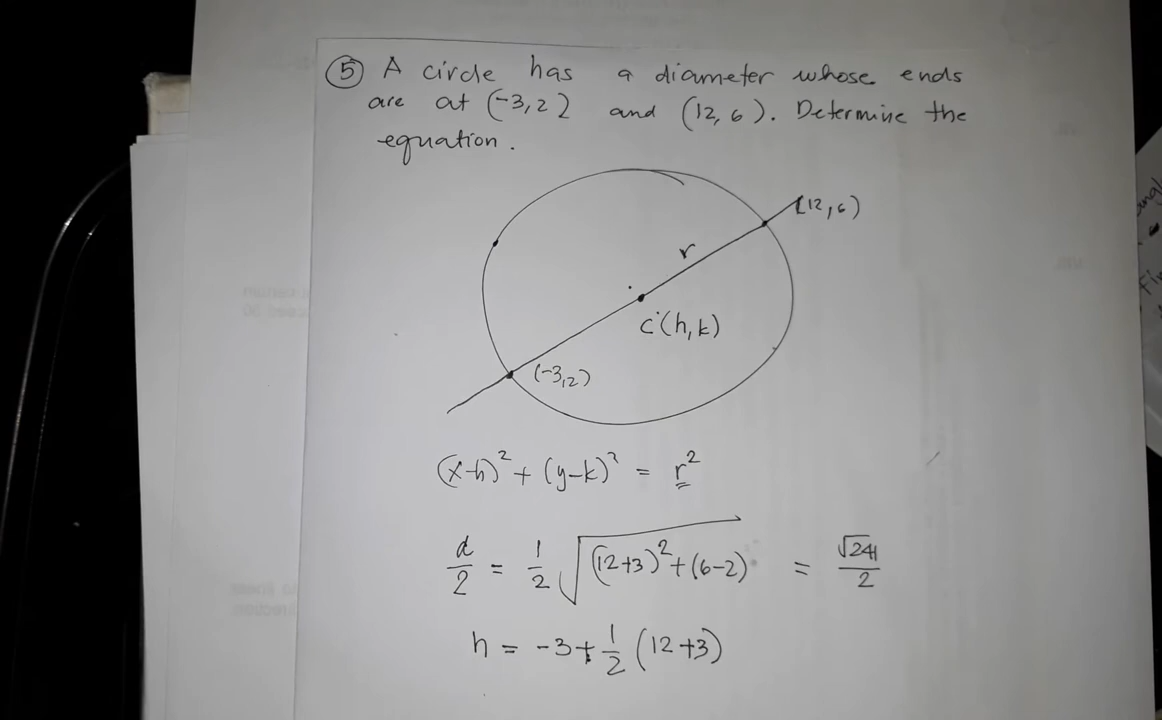 ⑤ A circle has a diameter whose ends
are at (-3,2) and (12,6). Determine the
equation.
(12,6)
r
C(h,k)
(-3,2)
(x-h)² + (y-k)² = r²
d/2 = 1/2 √(12+3)²+(6-2) = √241/2
h = -3+1/2(12+3)